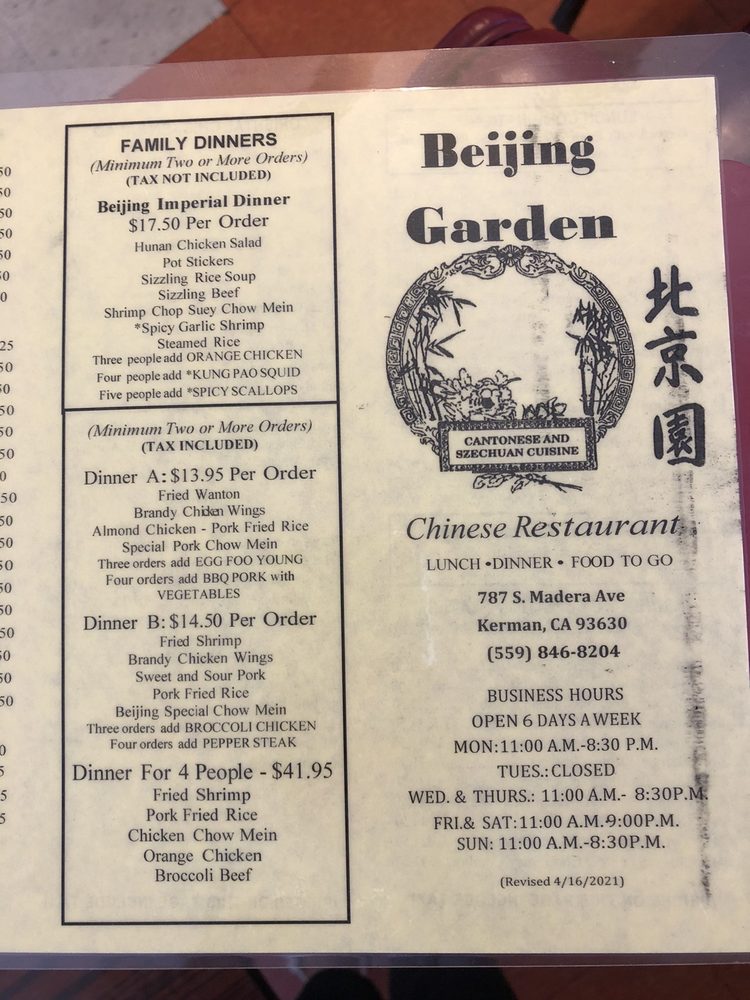 FAMILY DINNERS
(Minimum Two or More Orders)
(TAX NOT INCLUDED)
Beijing Imperial Dinner
$17.50 Per Order
Hunan Chicken Salad
Pot Stickers
Sizzling Rice Soup
Sizzling Beef
Shrimp Chop Suey Chow Mein
*Spicy Garlic Shrimp
Steamed Rice
Three people add ORANGE CHICKEN
Four people add *KUNG PAO SQUID
Five people add *SPICY SCALLOPS
(Minimum Two or More Orders)
(TAX INCLUDED)
Dinner A: $13.95 Per Order
Fried Wanton
Brandy Chicken Wings
Almond Chicken - Pork Fried Rice
Special Pork Chow Mein
Three orders add EGG FOO YOUNG
Four orders add BBQ PORK with
VEGETABLES
Dinner B: $14.50 Per Order
Fried Shrimp
Brandy Chicken Wings
Sweet and Sour Pork
Pork Fried Rice
Beijing Special Chow Mein
Three orders add BROCCOLI CHICKEN
Four orders add PEPPER STEAK
Dinner For 4 People - $41.95
Fried Shrimp
Pork Fried Rice
Chicken Chow Mein
Orange Chicken
Broccoli Beef
Beijing
Garden
北京園
CANTONESE AND
SZECHUAN CUISINE
Chinese Restaurant
LUNCH • DINNER • FOOD TO GO
787 S. Madera Ave
Kerman, CA 93630
(559) 846-8204
BUSINESS HOURS
OPEN 6 DAYS A WEEK
MON: 11:00 A.M.-8:30 P.M.
TUES.: CLOSED
WED. & THURS.: 11:00 A.M.- 8:30P.M.
FRI.& SAT: 11:00 A.M.-9:00P.M.
SUN: 11:00 A.M.-8:30P.M.
(Revised 4/16/2021)